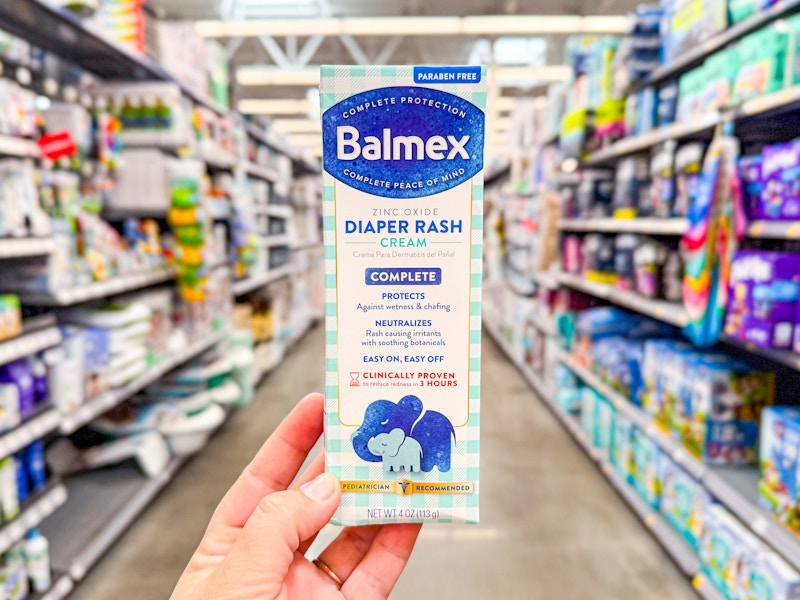 PARABEN FREE
COMPLETE PROTECTION
Balmex
COMPLETE PEACE OF MIND
ZINC OXIDE
DIAPER RASH
CREAM
Crema Para Dermatitis del Pañal
COMPLETE
PROTECTS
Against wetness & chafing
NEUTRALIZES
Rash causing irritants
with soothing botanicals
EASY ON, EASY OFF
CLINICALLY PROVEN
to reduce redness in 3 HOURS
PEDIATRICIAN RECOMMENDED
NET WT 4 OZ (113 g)